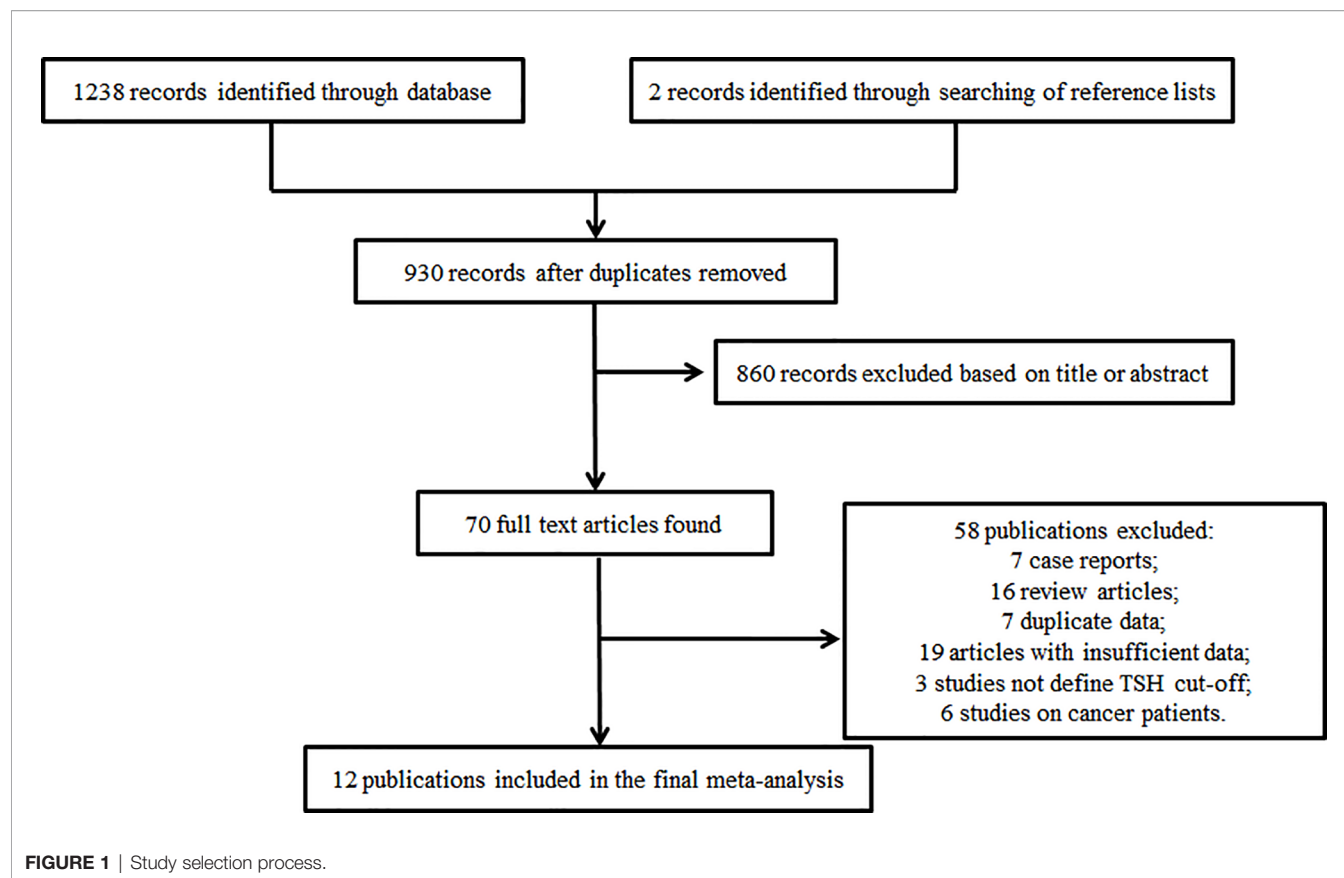 1238 records identified through database
2 records identified through searching of reference lists
930 records after duplicates removed
860 records excluded based on title or abstract
70 full text articles found
58 publications excluded:
7 case reports;
16 review articles;
7 duplicate data;
19 articles with insufficient data;
3 studies not define TSH cut-off;
6 studies on cancer patients.
12 publications included in the final meta-analysis
FIGURE 1 | Study selection process.